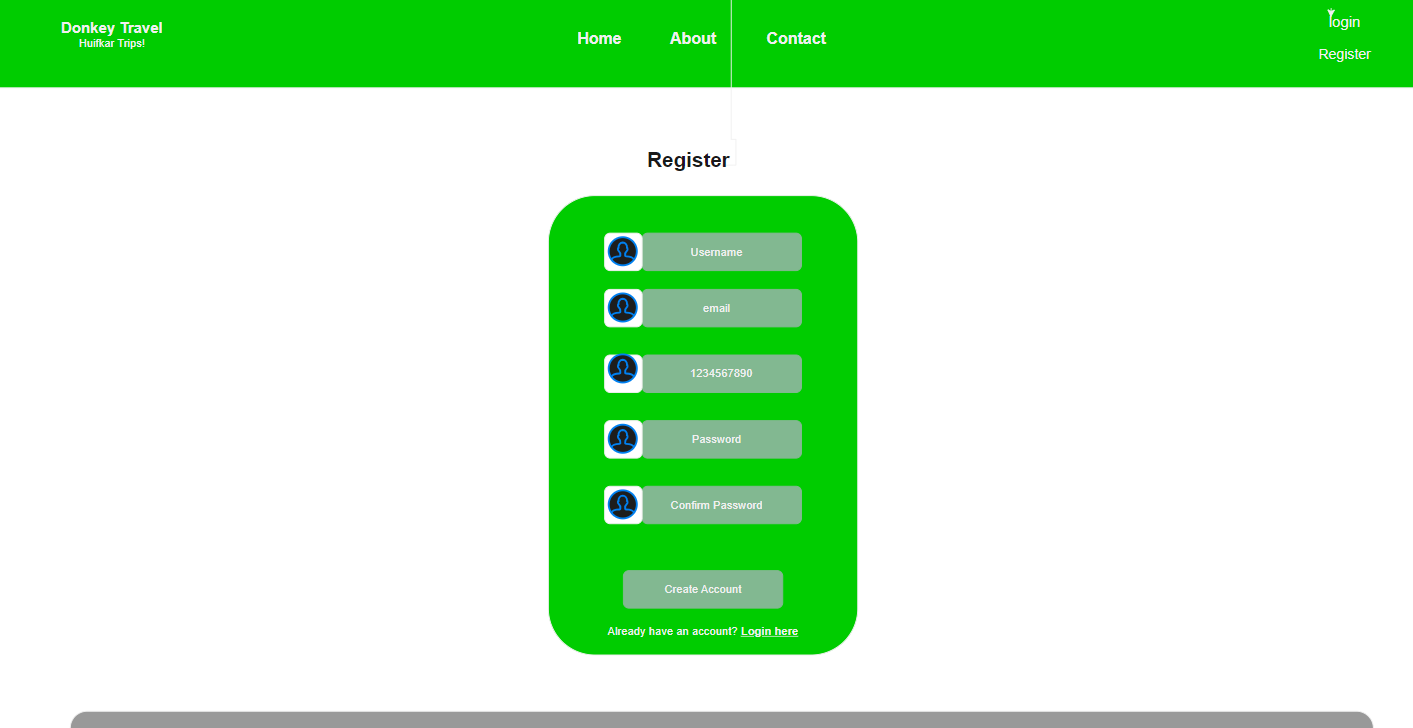 Donkey Travel
Huifkar Trips!
Home About Contact
login
Register
Register
Username
email
1234567890
Password
Confirm Password
Create Account
Already have an account? Login here